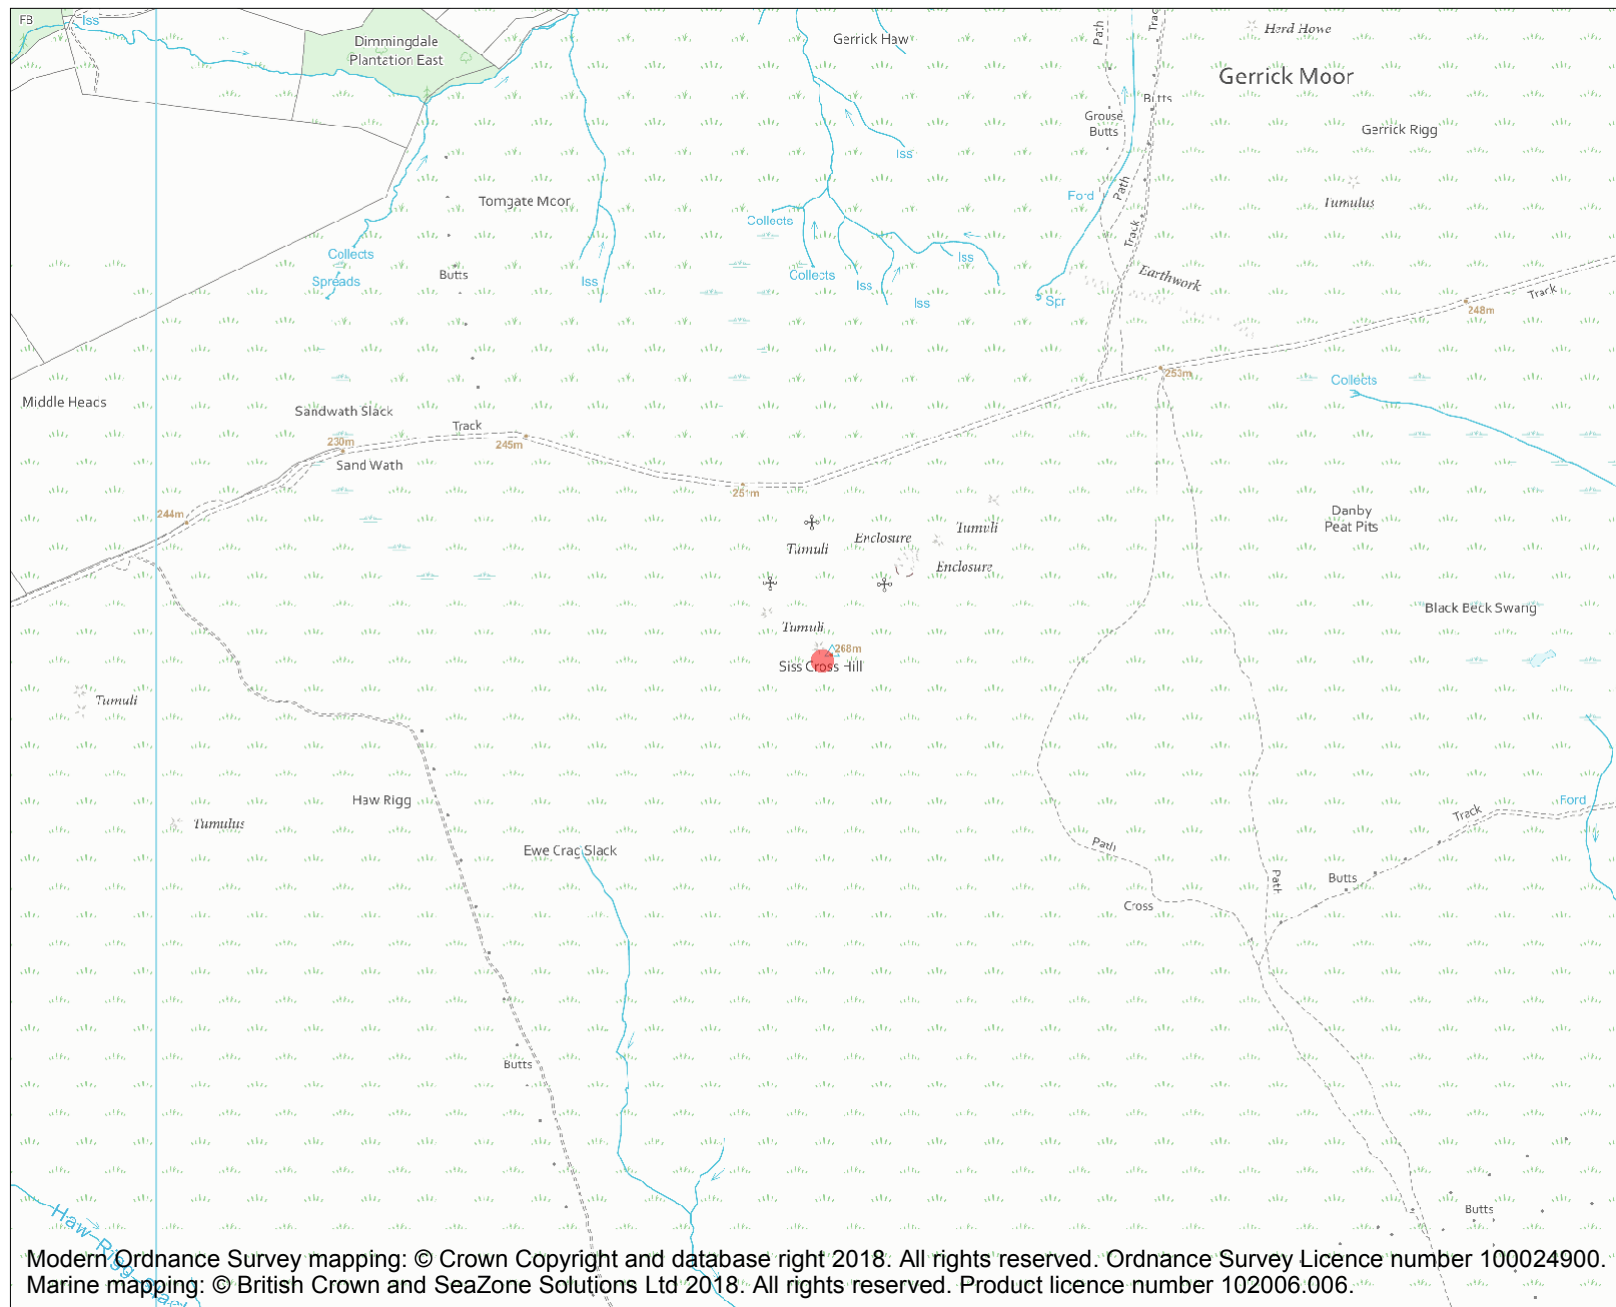 FB
Iss
Dimmingdale
Plantation East
Gerrick Haw
Path
Herd Howe
Gerrick Moor
Butts
Grouse
Butts
Gerrick Rigg
Iss
Tomgate Moor
Ford
Path
Tumulus
Collects
Track
Collects
Iss
Collects
Spreads
Butts
Iss
Collects
Iss
Iss
Spr
Earthwork
Track
248m
253m
Collects
Middle Heads
Sandwath Slack
Track
230m
245m
Sand Wath
251m
244m
Danby
Peat Pits
Tumuli
Enclosure
Tumuli
Enclosure
Black Beck Swang
Tumuli
268m
Siss Cross Hill
Tumuli
Haw Rigg
Tumulus
Ford
Track
Ewe Crag Slack
Path
Path
Butts
Cross
Butts
Butts
Modern Ordnance Survey mapping: © Crown Copyright and database right 2018. All rights reserved. Ordnance Survey Licence number 100024900.
Marine mapping: © British Crown and SeaZone Solutions Ltd 2018. All rights reserved. Product licence number 102006.006.